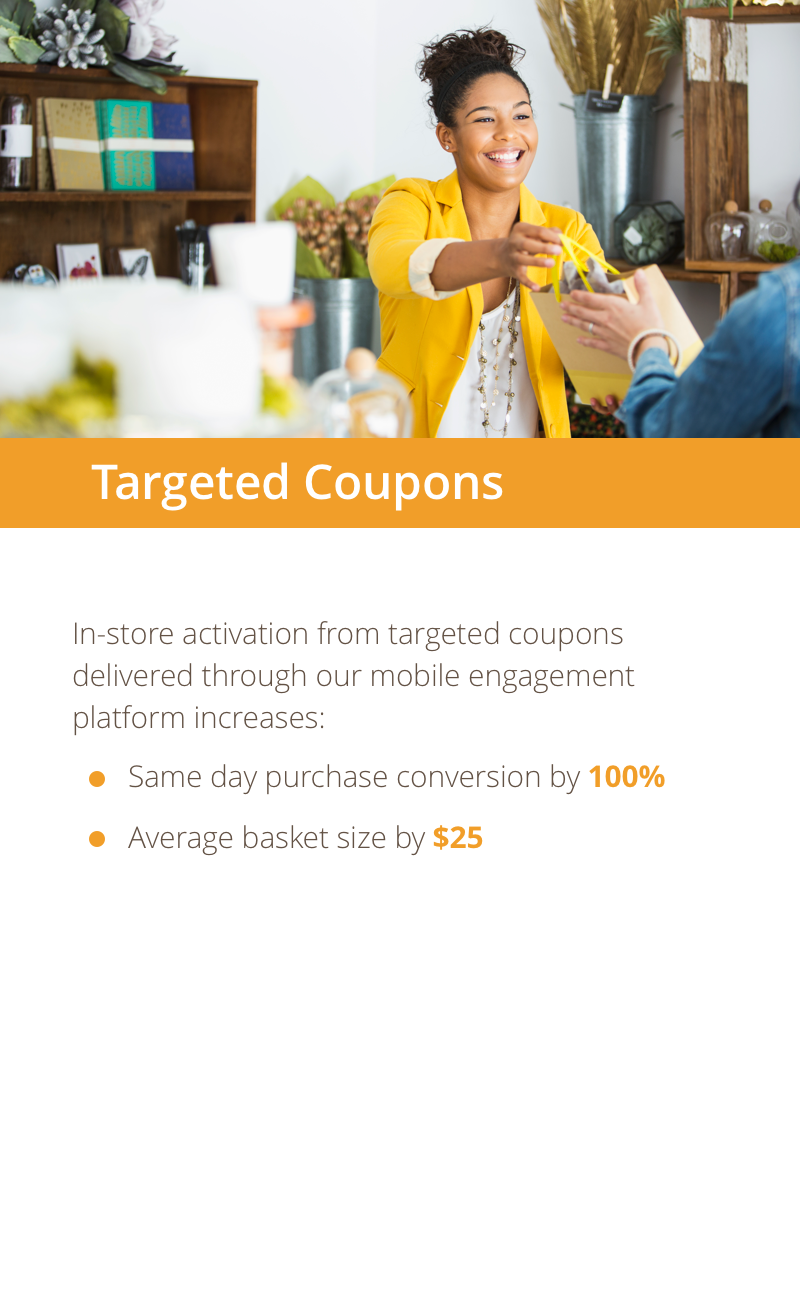 Targeted Coupons
In-store activation from targeted coupons
delivered through our mobile engagement
platform increases:
Same day purchase conversion by 100%
Average basket size by $25